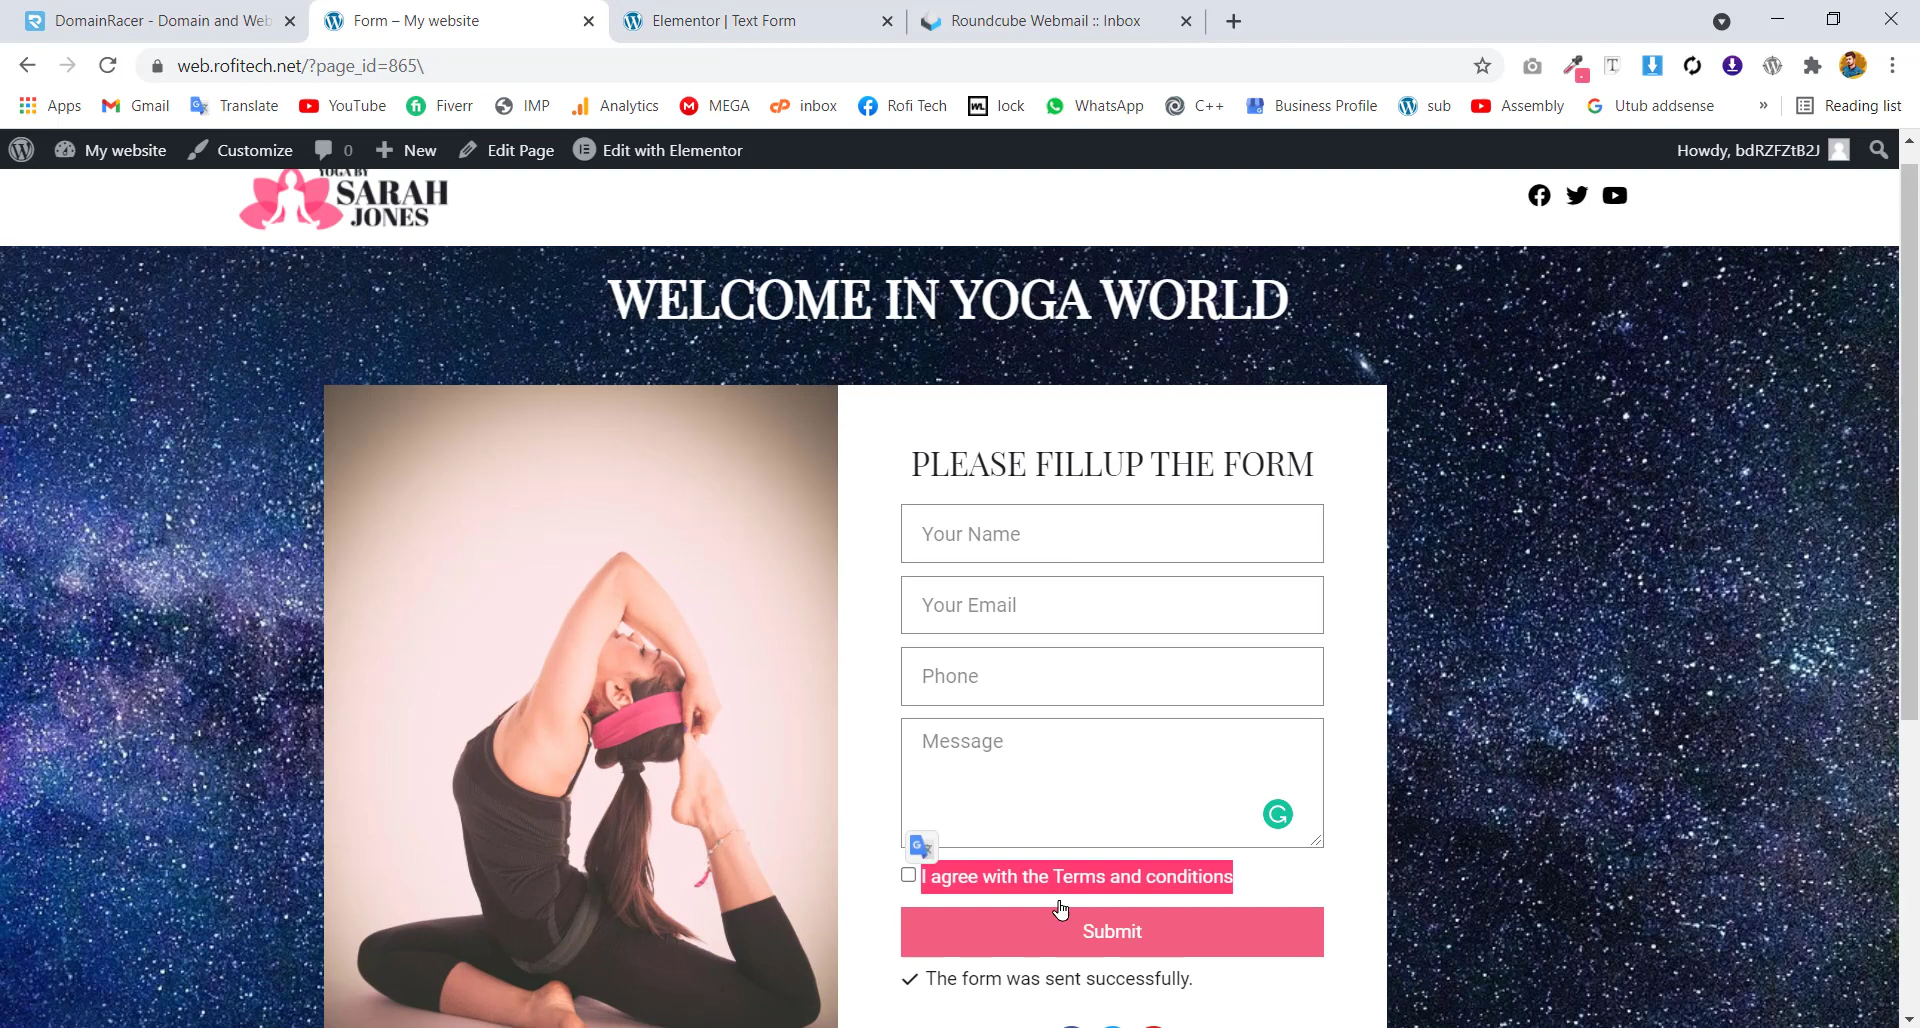 DomainRacer - Domain and Web
Form – My website
Elementor | Text Form
Roundcube Webmail :: Inbox
web.rofitech.net/?page_id=865\
Apps
Gmail
Translate
YouTube
Fiverr
IMP
Analytics
MEGA
inbox
Rofi Tech
lock
WhatsApp
C++
Business Profile
sub
Assembly
Utub addsense
»
Reading list
My website
Customize
0
New
Edit Page
Edit with Elementor
Howdy, bdRZFZtB2J
YOGA BY
SARAH
JONES
WELCOME IN YOGA WORLD
PLEASE FILLUP THE FORM
Your Name
Your Email
Phone
Message
I agree with the Terms and conditions
Submit
The form was sent successfully.